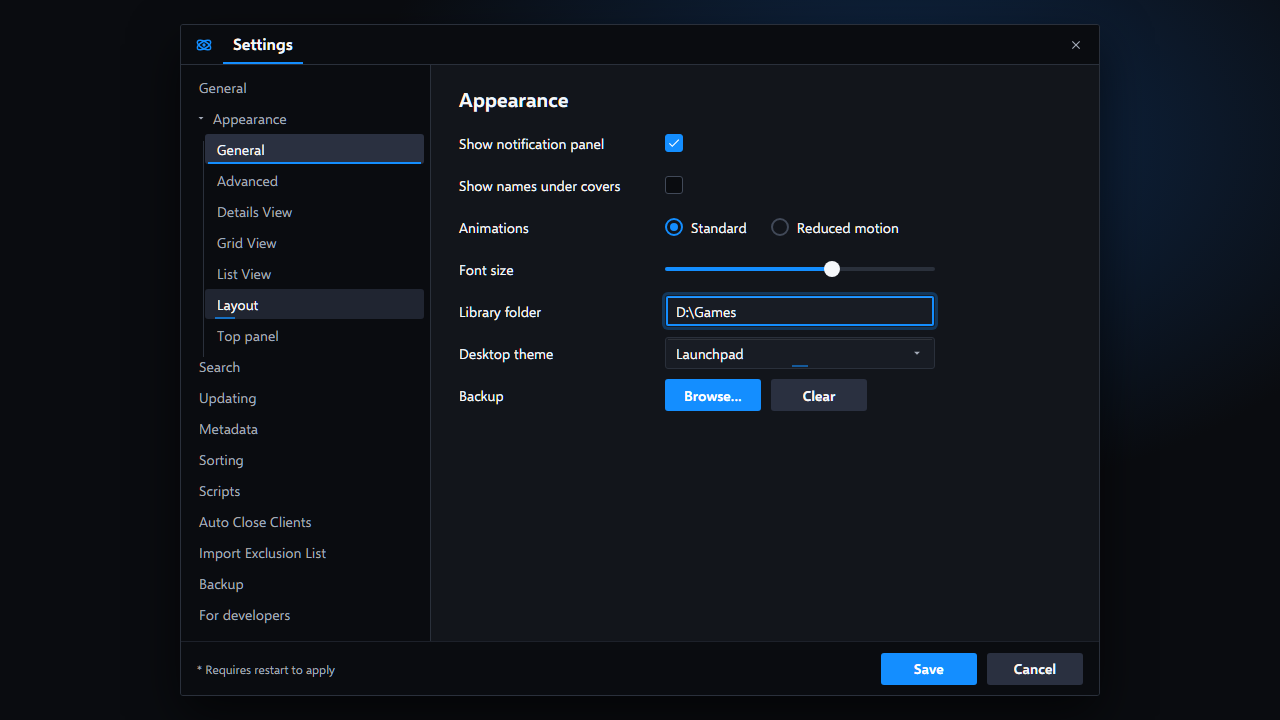 Settings
General
Appearance
General
Advanced
Details View
Grid View
List View
Layout
Top panel
Search
Updating
Metadata
Sorting
Scripts
Auto Close Clients
Import Exclusion List
Backup
For developers
Appearance
Show notification panel
Show names under covers
Animations Standard Reduced motion
Font size
Library folder D:\Games
Desktop theme Launchpad
Backup Browse... Clear
* Requires restart to apply
Save Cancel